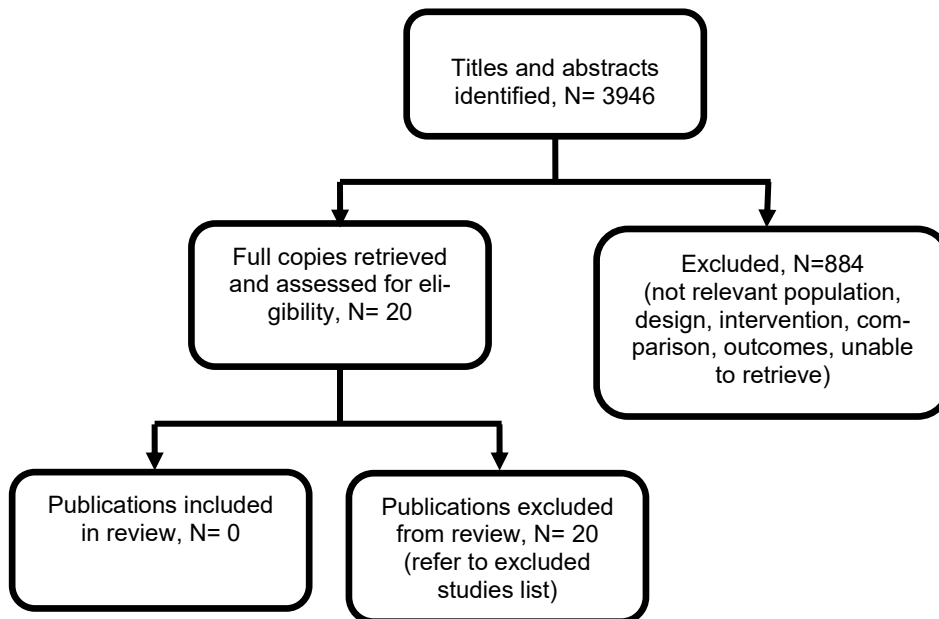 Titles and abstracts
identified, N= 3946
Full copies retrieved
and assessed for eli-
gibility, N= 20
Excluded, N=884
(not relevant population,
design, intervention, com-
parison, outcomes, unable
to retrieve)
Publications included
in review, N= 0
Publications excluded
from review, N= 20
(refer to excluded
studies list)